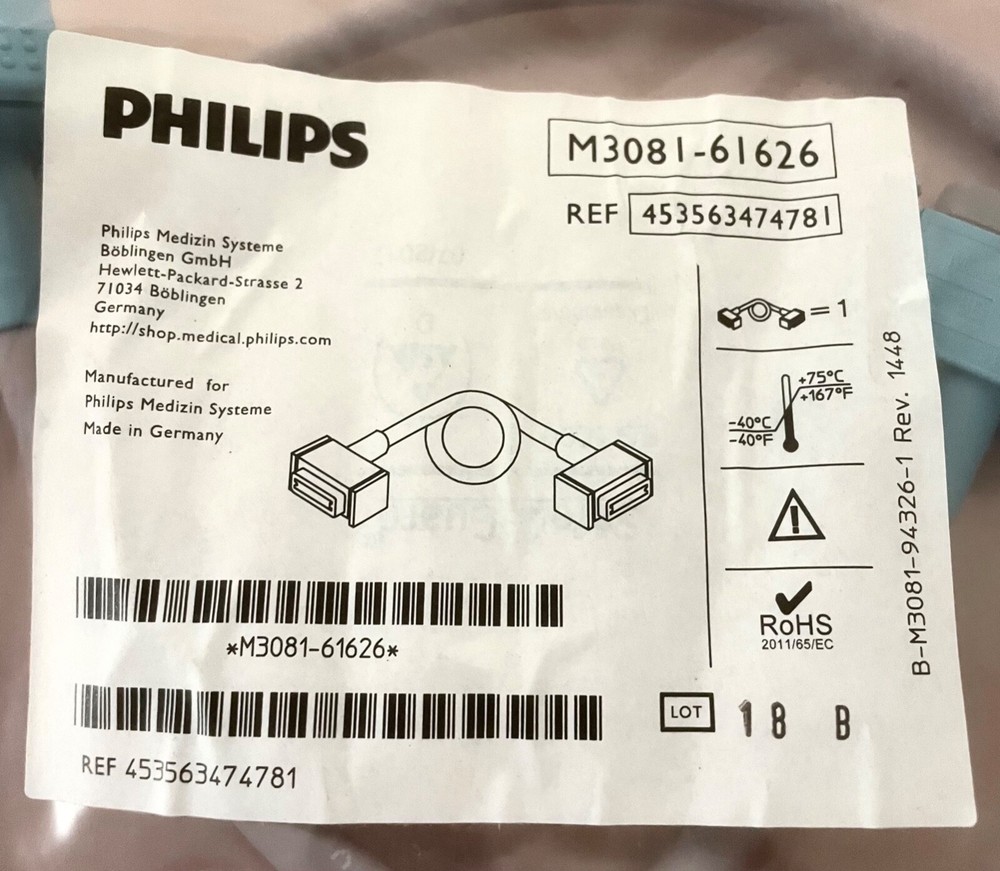 PHILIPS
M3081-61626
REF 453563474781
Philips Medizin Systeme
Böblingen GmbH
Hewlett-Packard-Strasse 2
71034 Böblingen
Germany
http://shop.medical.philips.com
Manufactured for
Philips Medizin Systeme
Made in Germany
= 1
+75°C
+167°F
-40°C
-40°F
!
RoHS
2011/65/EC
B-M3081-94326-1 Rev. 1448
*M3081-61626*
REF 453563474781
LOT 18 B